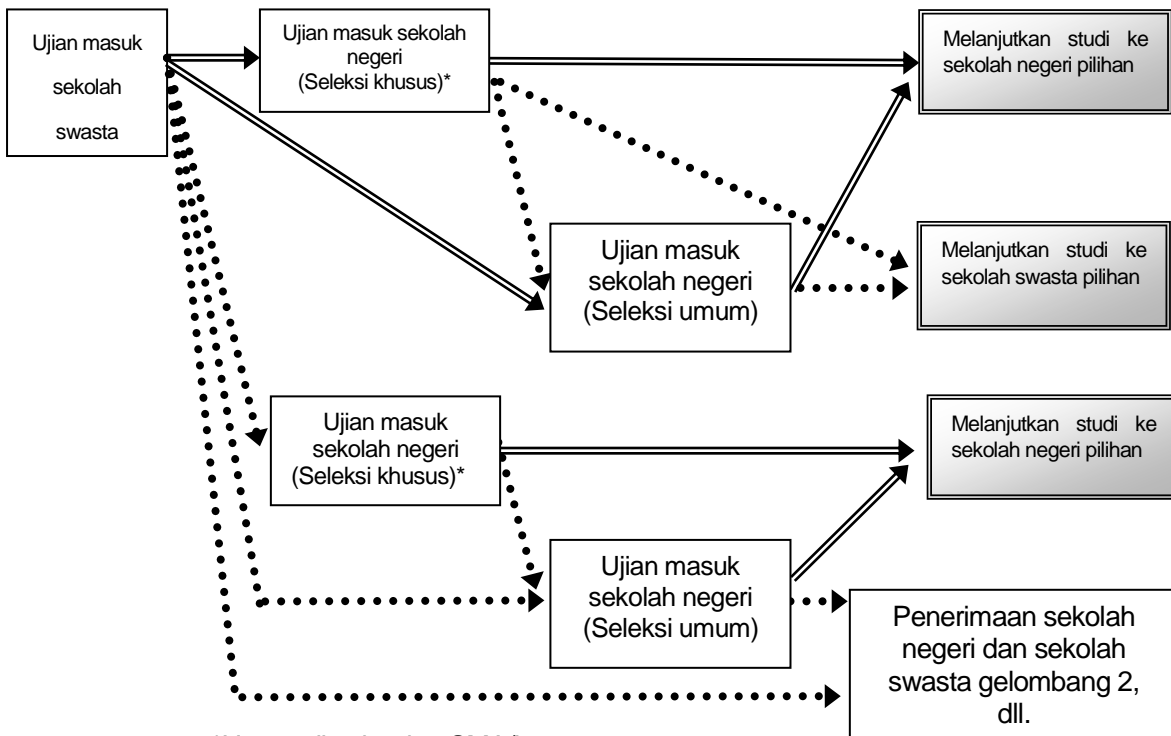 Ujian masuk
sekolah
swasta
Ujian masuk sekolah
negeri
(Seleksi khusus)*
Melanjutkan studi ke
sekolah negeri pilihan
Ujian masuk
sekolah negeri
(Seleksi umum)
Melanjutkan studi ke
sekolah swasta pilihan
Ujian masuk
sekolah negeri
(Seleksi khusus)*
Melanjutkan studi ke
sekolah negeri pilihan
Ujian masuk
sekolah negeri
(Seleksi umum)
Penerimaan sekolah
negeri dan sekolah
swasta gelombang 2,
dll.